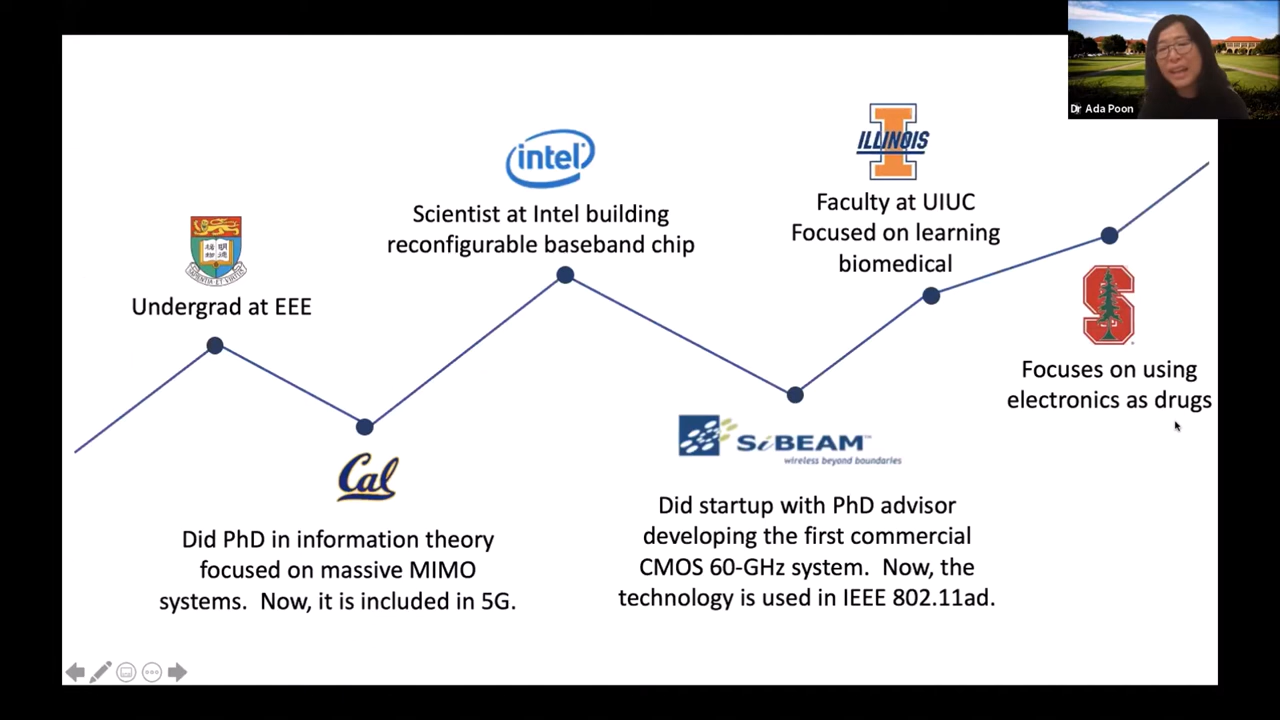 Dr Ada Poon
intel
ILLINOIS
Scientist at Intel building
reconfigurable baseband chip
Faculty at UIUC
Focused on learning
biomedical
Undergrad at EEE
S
Focuses on using
electronics as drugs
Cal
SiBEAM™
wireless beyond boundaries
Did PhD in information theory
focused on massive MIMO
systems.  Now, it is included in 5G.
Did startup with PhD advisor
developing the first commercial
CMOS 60-GHz system.  Now, the
technology is used in IEEE 802.11ad.